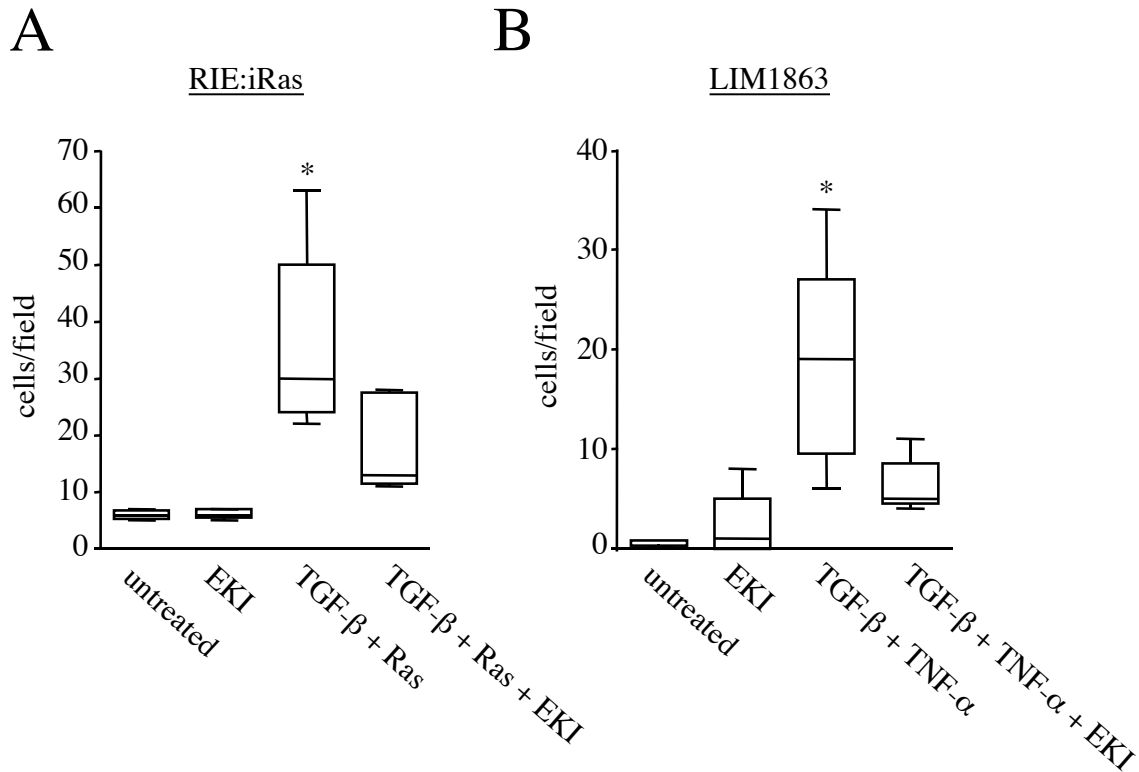 A
RIE:iRas
70
60
50
40
30
20
10
0
cells/field
*
untreated
EKI
TGF-β + Ras
TGF-β + Ras + EKI
B
LIM1863
40
30
20
10
0
cells/field
*
untreated
EKI
TGF-β + TNF-α
TGF-β + TNF-α + EKI